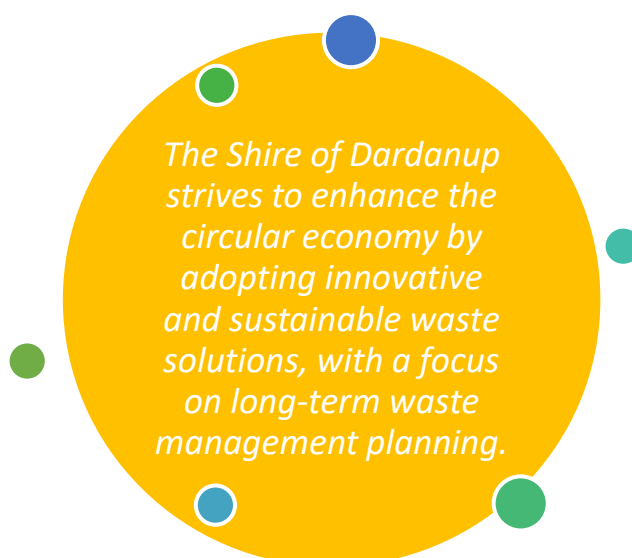 The Shire of Dardanup
strives to enhance the
circular economy by
adopting innovative
and sustainable waste
solutions, with a focus
on long-term waste
management planning.